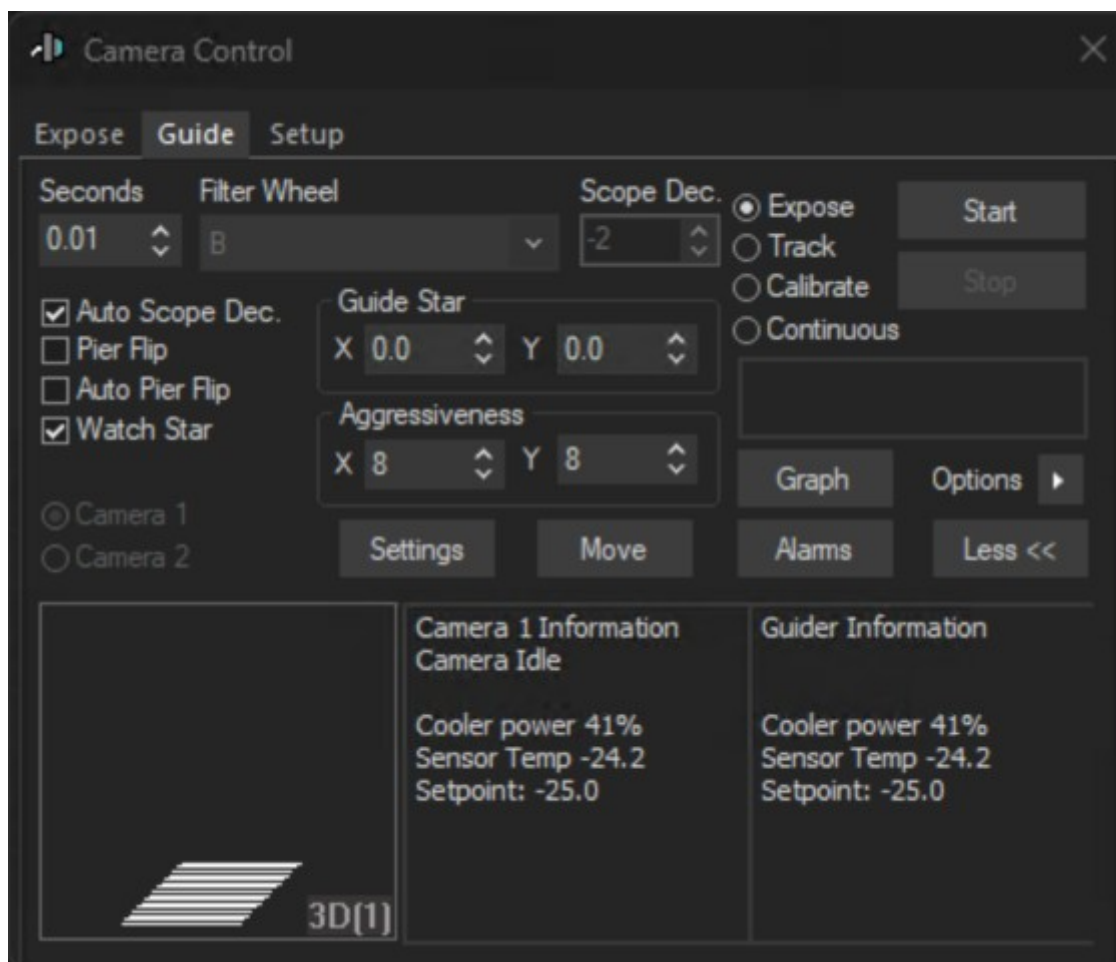 Camera Control
Expose Guide Setup
Seconds Filter Wheel Scope Dec.
0.01 B -2
Expose
Track
Calibrate
Continuous
Start
Stop
Auto Scope Dec.
Pier Flip
Auto Pier Flip
Watch Star
Guide Star
X 0.0 Y 0.0
Aggressiveness
X 8 Y 8
Camera 1
Camera 2
Settings Move
Graph Options
Alarms Less <<
3D(1)
Camera 1 Information
Camera Idle
Cooler power 41%
Sensor Temp -24.2
Setpoint: -25.0
Guider Information
Cooler power 41%
Sensor Temp -24.2
Setpoint: -25.0